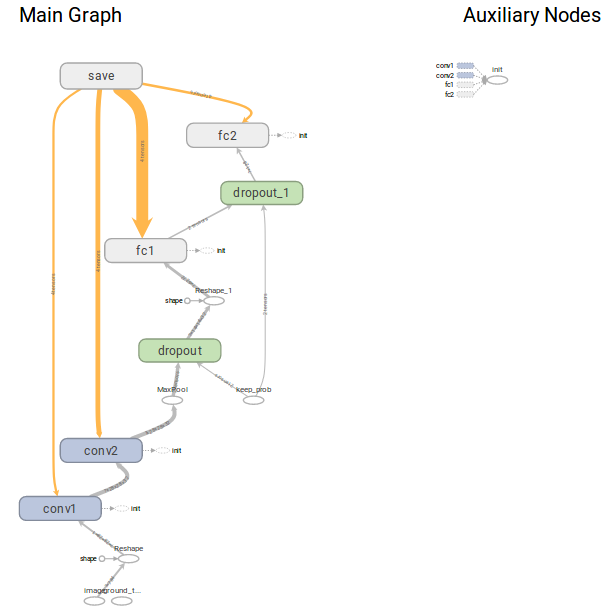 Main Graph
Auxiliary Nodes
save
conv1
conv2
fc1
fc2
init
fc2
init
dropout_1
fc1
init
Reshape_1
shape
dropout
MaxPool
keep_prob
conv2
init
conv1
init
Reshape
shape
ground_t...